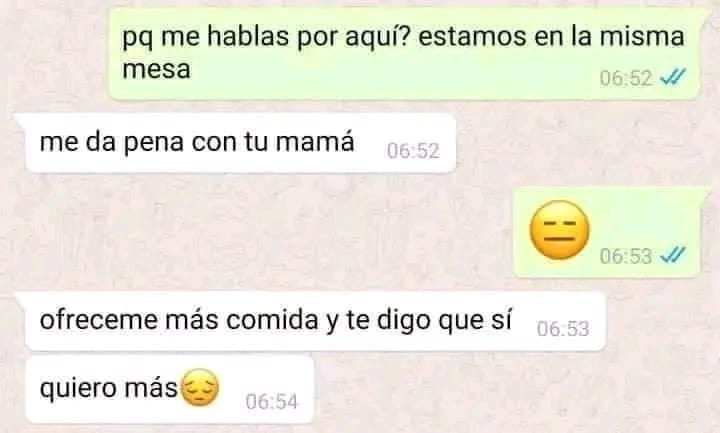 pq me hablas por aquí? estamos en la misma
mesa
06:52
me da pena con tu mamá 06:52
😑 06:53
ofreceme más comida y te digo que sí 06:53
quiero más😔 06:54